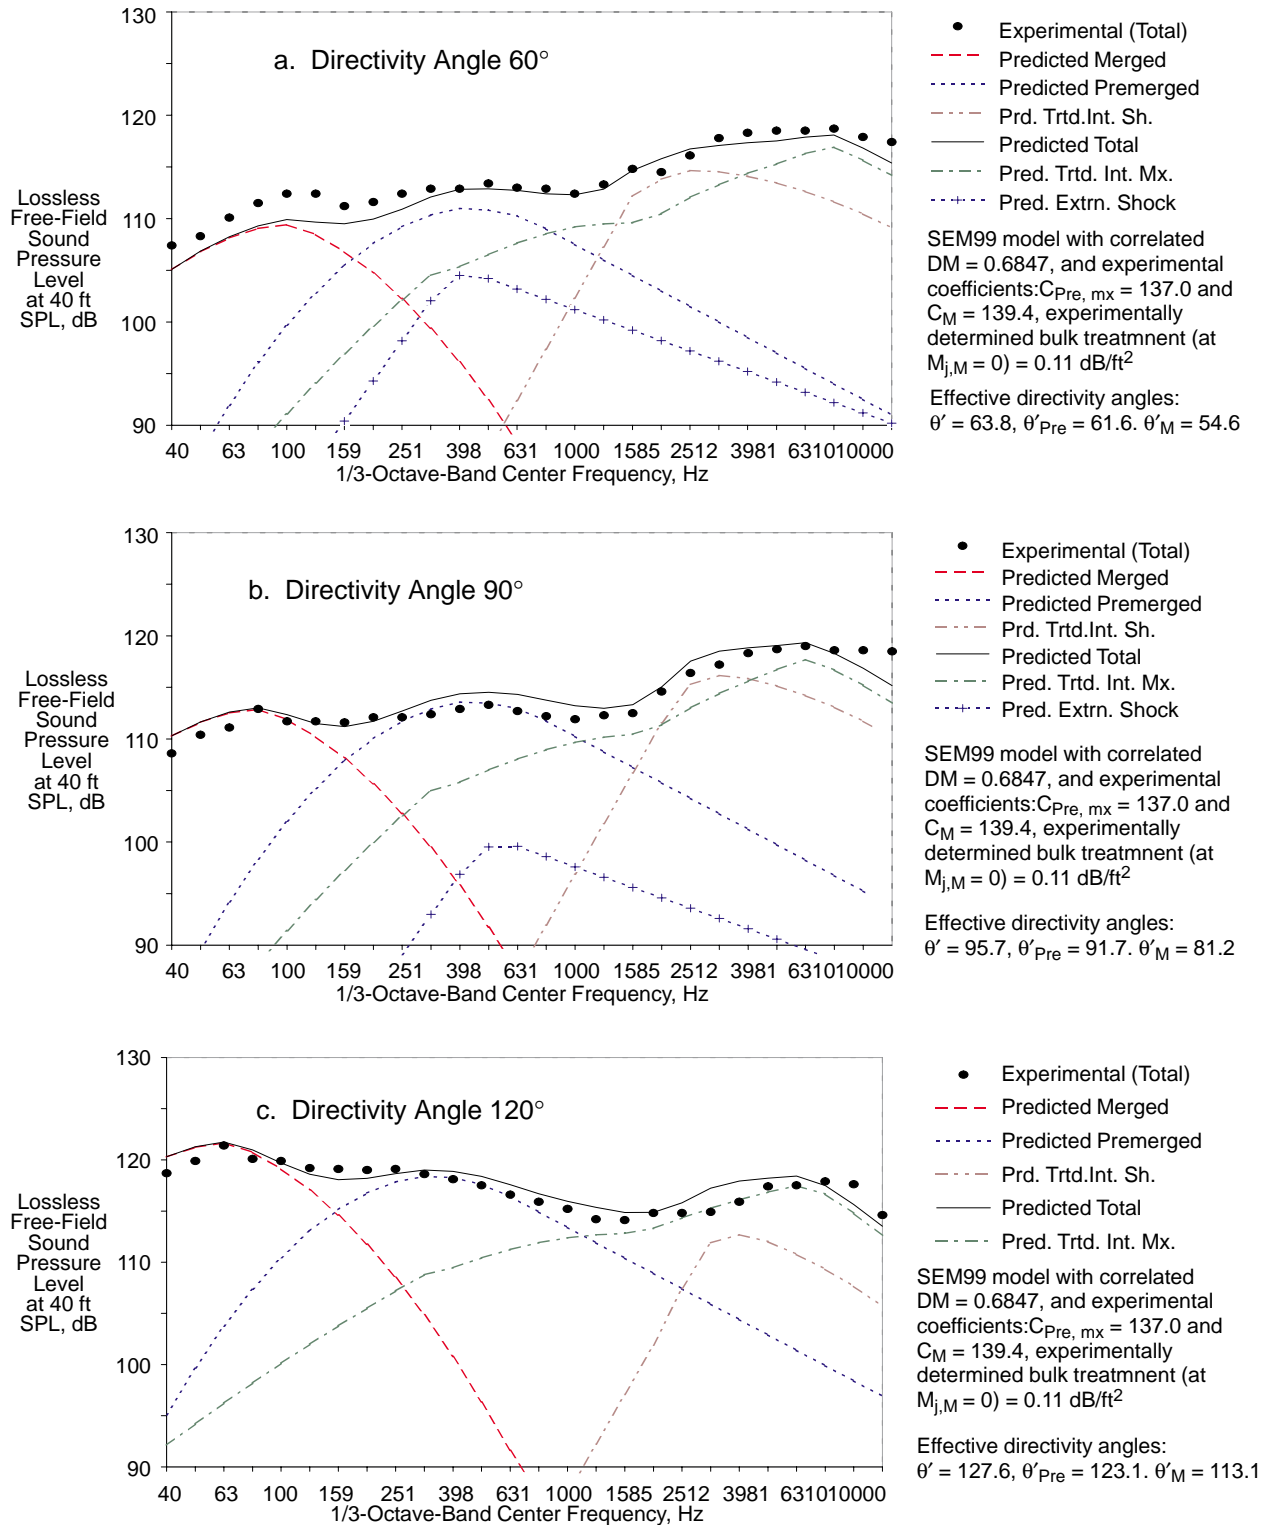 130
120
110
100
90
a. Directivity Angle 60°
Lossless
Free-Field
Sound
Pressure
Level
at 40 ft
SPL, dB
40 63 100 159 251 398 631 1000 1585 2512 3981 631010000
1/3-Octave-Band Center Frequency, Hz
Experimental (Total)
Predicted Merged
Predicted Premerged
Prd. Trtd.Int. Sh.
Predicted Total
Pred. Trtd. Int. Mx.
Pred. Extrn. Shock
SEM99 model with correlated
DM = 0.6847, and experimental
coefficients:CPre, mx = 137.0 and
CM = 139.4, experimentally
determined bulk treatmnent (at
Mj,M = 0) = 0.11 dB/ft2
Effective directivity angles:
θ′ = 63.8, θ′Pre = 61.6. θ′M = 54.6
130
120
110
100
90
b. Directivity Angle 90°
Lossless
Free-Field
Sound
Pressure
Level
at 40 ft
SPL, dB
40 63 100 159 251 398 631 1000 1585 2512 3981 631010000
1/3-Octave-Band Center Frequency, Hz
Experimental (Total)
Predicted Merged
Predicted Premerged
Prd. Trtd.Int. Sh.
Predicted Total
Pred. Trtd. Int. Mx.
Pred. Extrn. Shock
SEM99 model with correlated
DM = 0.6847, and experimental
coefficients:CPre, mx = 137.0 and
CM = 139.4, experimentally
determined bulk treatmnent (at
Mj,M = 0) = 0.11 dB/ft2
Effective directivity angles:
θ′ = 95.7, θ′Pre = 91.7. θ′M = 81.2
130
120
110
100
90
c. Directivity Angle 120°
Lossless
Free-Field
Sound
Pressure
Level
at 40 ft
SPL, dB
40 63 100 159 251 398 631 1000 1585 2512 3981 631010000
1/3-Octave-Band Center Frequency, Hz
Experimental (Total)
Predicted Merged
Predicted Premerged
Prd. Trtd.Int. Sh.
Predicted Total
Pred. Trtd. Int. Mx.
SEM99 model with correlated
DM = 0.6847, and experimental
coefficients:CPre, mx = 137.0 and
CM = 139.4, experimentally
determined bulk treatmnent (at
Mj,M = 0) = 0.11 dB/ft2
Effective directivity angles:
θ′ = 127.6, θ′Pre = 123.1. θ′M = 113.1